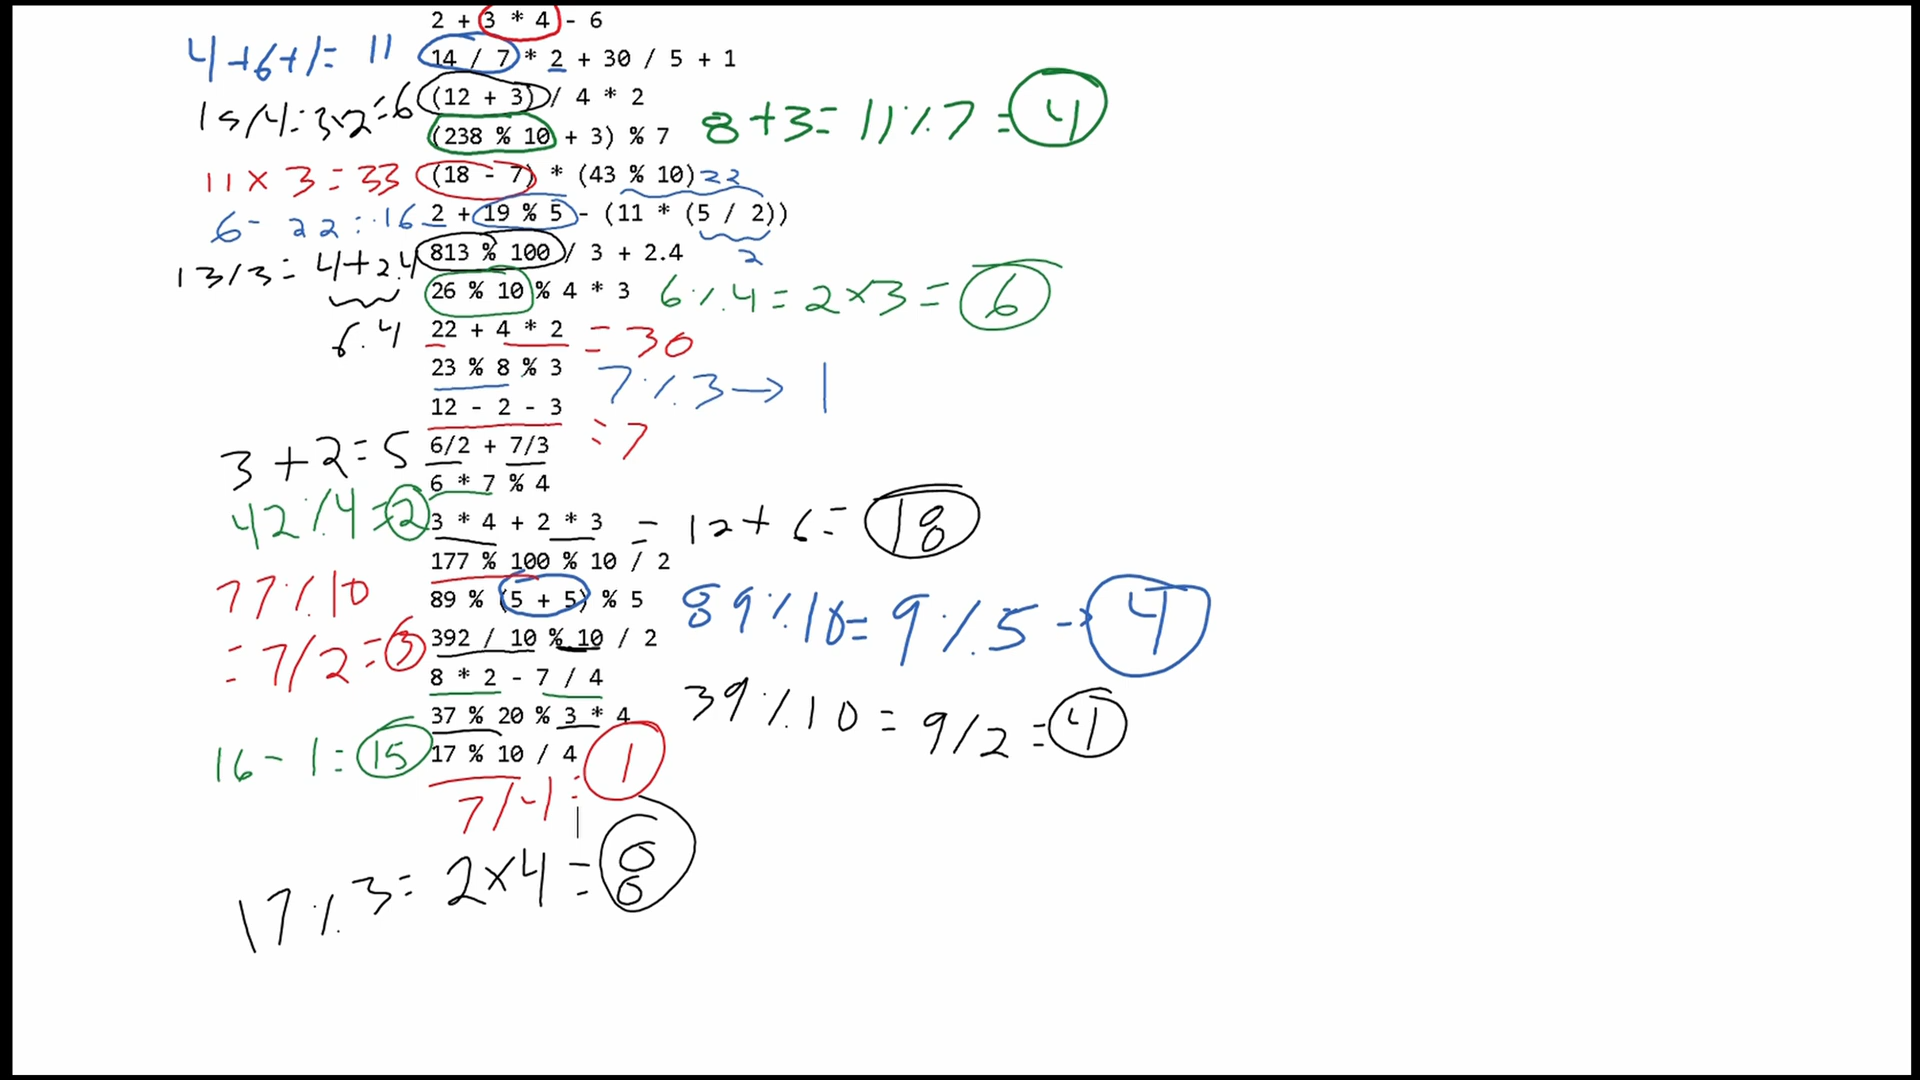 2 + 3 * 4 - 6
4+6+1= 11 14 / 7 * 2 + 30 / 5 + 1
15/4=3×2=6 (12 + 3) / 4 * 2
(238 % 10 + 3) % 7 8+3= 11%7 = 4
11 × 3 = 33 (18 - 7) * (43 % 10) 22
6 - 22 = -16 2 + 19 % 5 - (11 * (5 / 2))
2
13/3 = 4+2.4 813 % 100 / 3 + 2.4
6.4
26 % 10 % 4 * 3 6%4 = 2×3 = 6
22 + 4 * 2 = 30
23 % 8 % 3 7%3 → 1
12 - 2 - 3 = 7
3 + 2 = 5 6/2 + 7/3
42%4 = 2 6 * 7 % 4
3 * 4 + 2 * 3 = 12+ 6 = 18
77%10 177 % 100 % 10 / 2
= 7/2 = 3
89 % (5 + 5) % 5 89%10= 9%5 → 4
392 / 10 % 10 / 2 39%10 = 9/2 = 4
16 - 1 = 15 8 * 2 - 7 / 4
37 % 20 % 3 * 4
17 % 10 / 4 1
7/4 =
17%3= 2×4 = 8